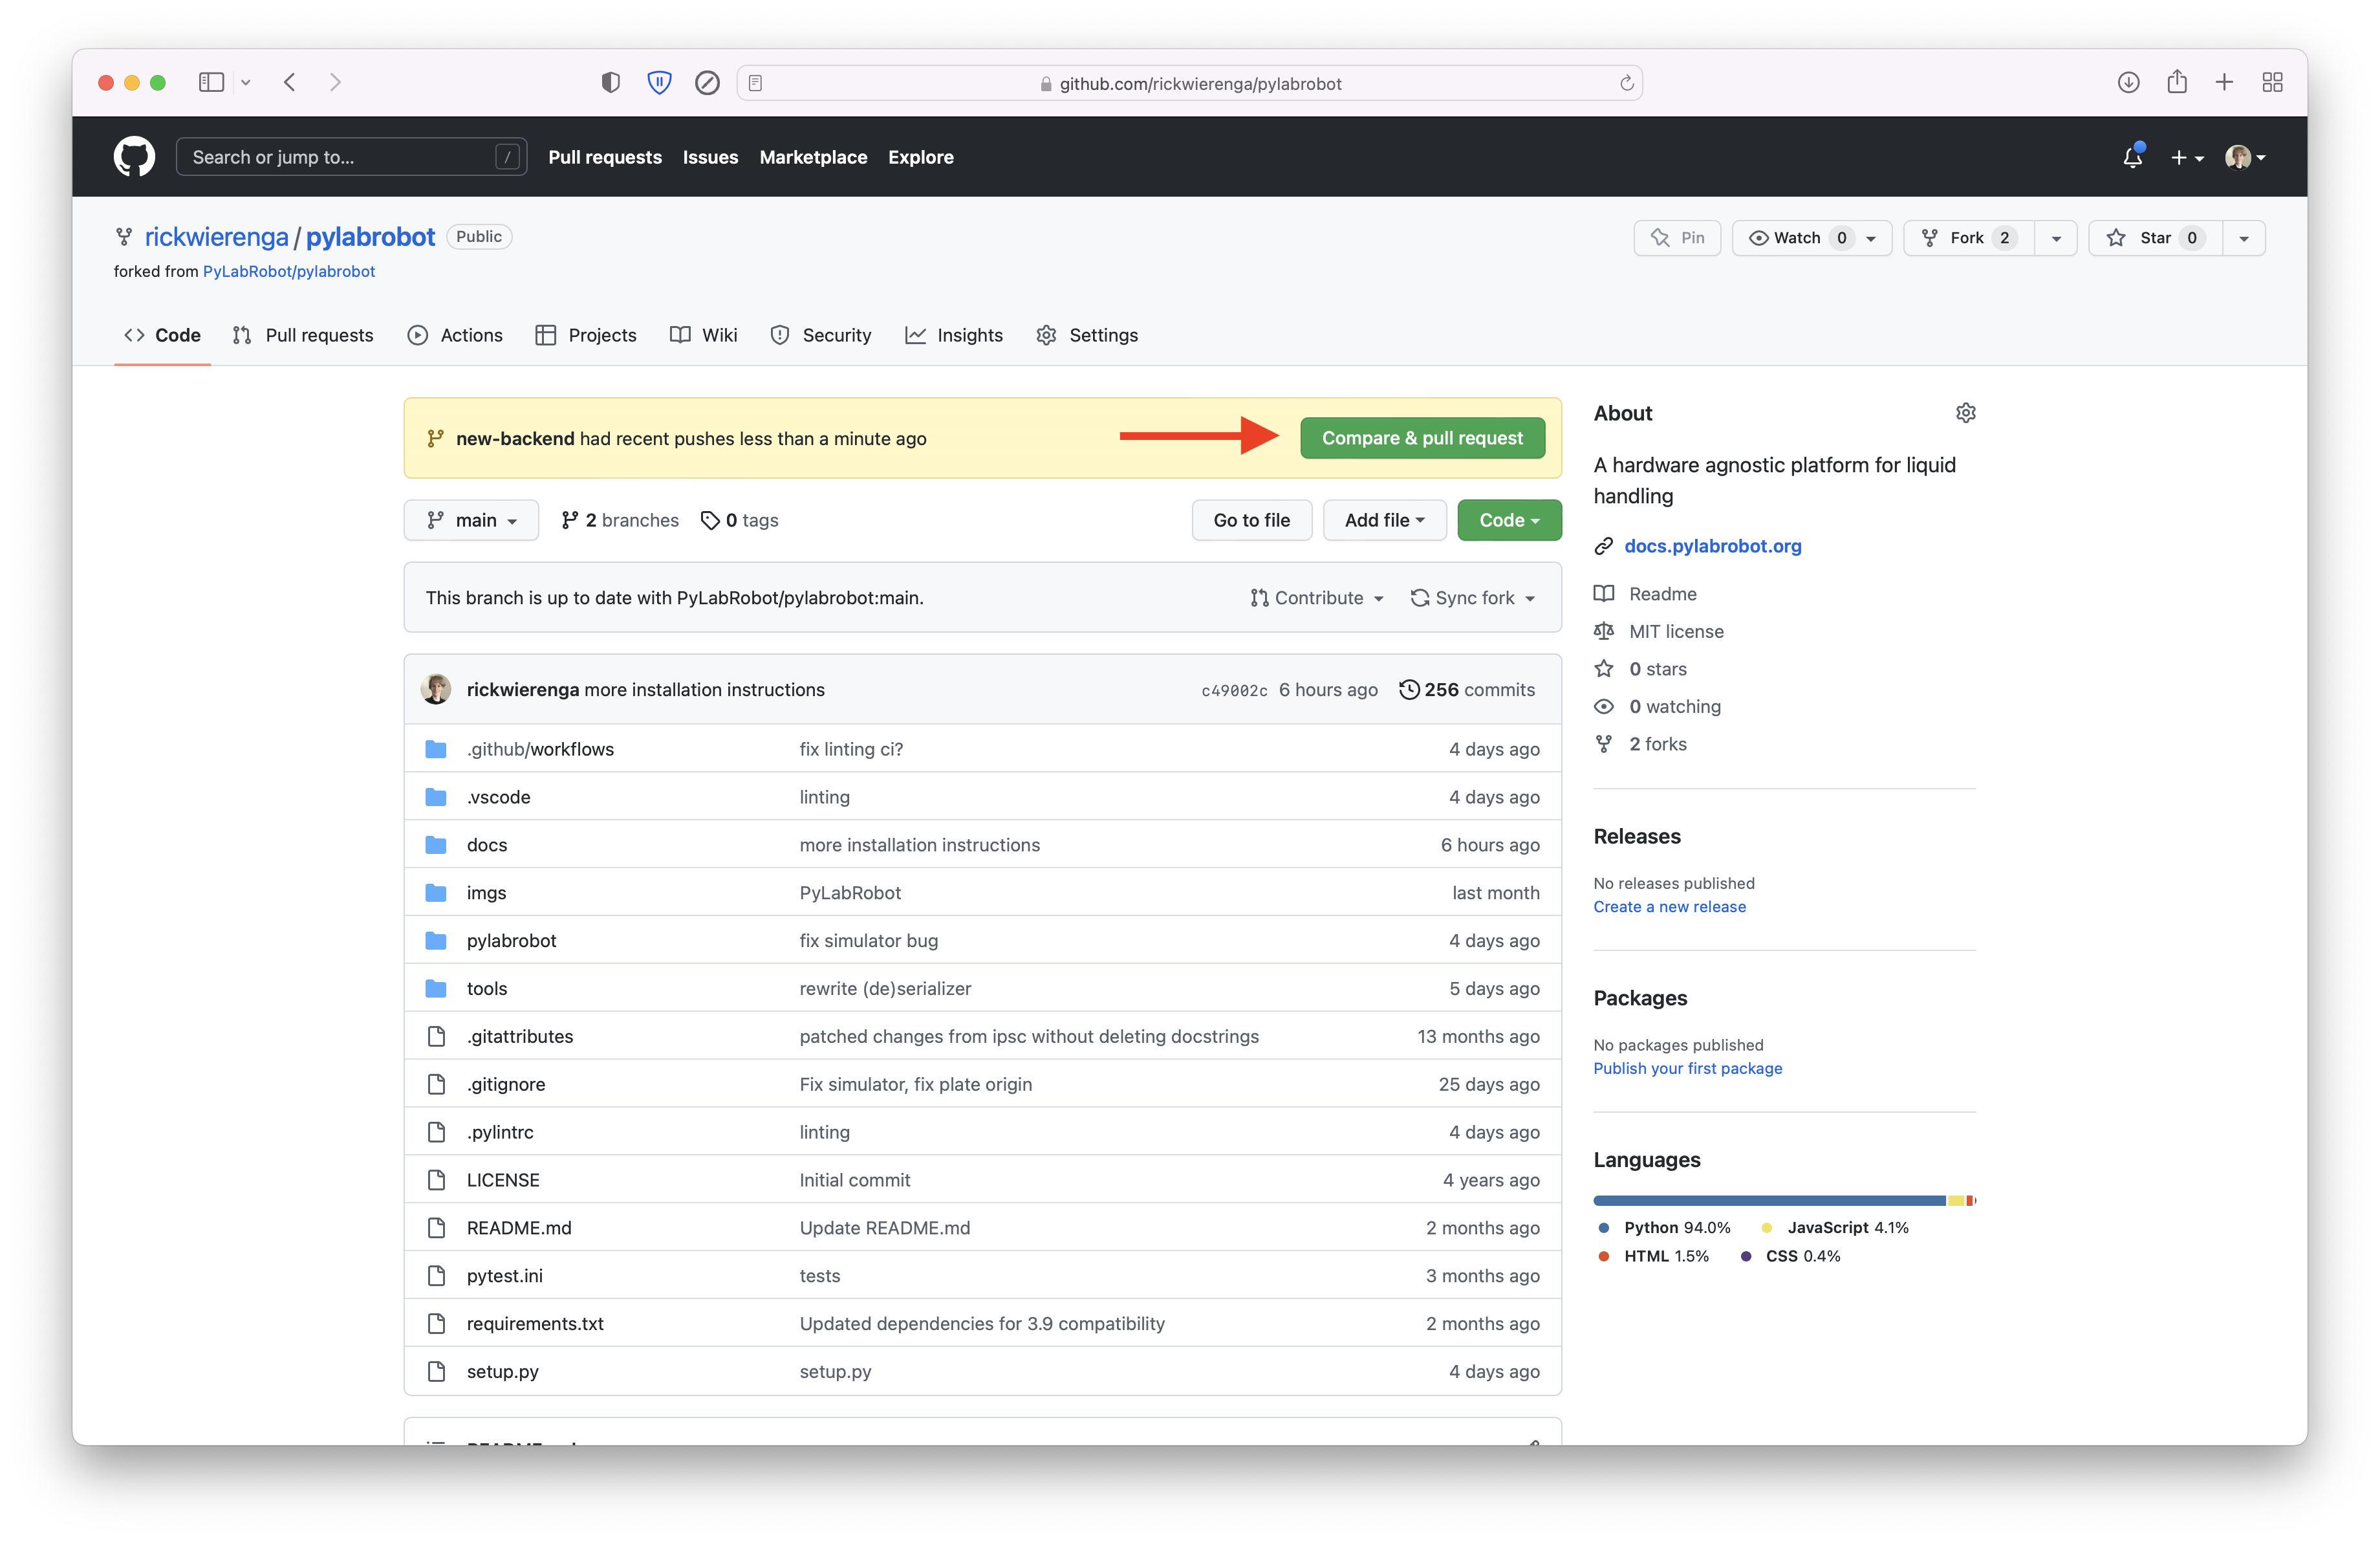 github.com/rickwierenga/pylabrobot
Search or jump to... / Pull requests Issues Marketplace Explore
rickwierenga / pylabrobot Public
Pin Watch 0 Fork 2 Star 0
forked from PyLabRobot/pylabrobot
Code Pull requests Actions Projects Wiki Security Insights Settings
new-backend had recent pushes less than a minute ago Compare & pull request
main 2 branches 0 tags Go to file Add file Code
This branch is up to date with PyLabRobot/pylabrobot:main. Contribute Sync fork
rickwierenga more installation instructions c49002c 6 hours ago 256 commits
.github/workflows fix linting ci? 4 days ago
.vscode linting 4 days ago
docs more installation instructions 6 hours ago
imgs PyLabRobot last month
pylabrobot fix simulator bug 4 days ago
tools rewrite (de)serializer 5 days ago
.gitattributes patched changes from ipsc without deleting docstrings 13 months ago
.gitignore Fix simulator, fix plate origin 25 days ago
.pylintrc linting 4 days ago
LICENSE Initial commit 4 years ago
README.md Update README.md 2 months ago
pytest.ini tests 3 months ago
requirements.txt Updated dependencies for 3.9 compatibility 2 months ago
setup.py setup.py 4 days ago
About
A hardware agnostic platform for liquid
handling
docs.pylabrobot.org
Readme
MIT license
0 stars
0 watching
2 forks
Releases
No releases published
Create a new release
Packages
No packages published
Publish your first package
Languages
Python 94.0% JavaScript 4.1%
HTML 1.5% CSS 0.4%